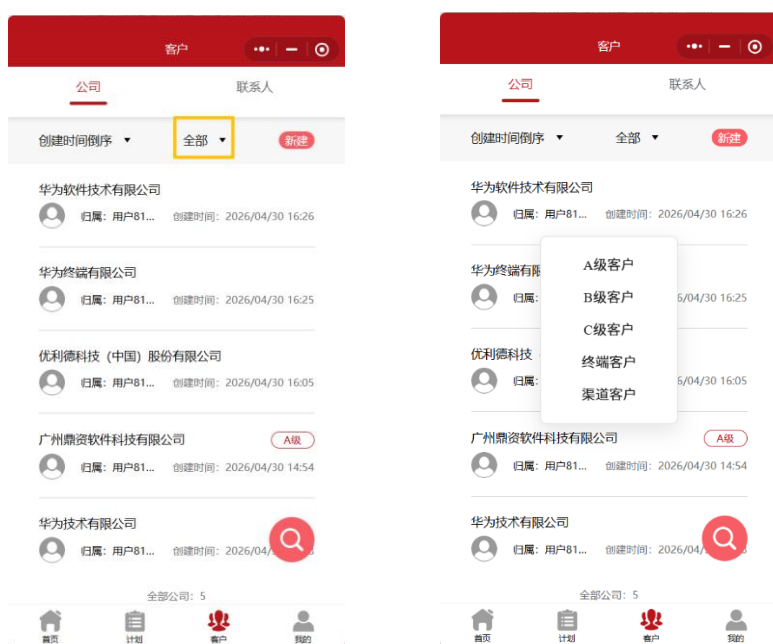 客户
公司 联系人
创建时间倒序 全部 新建
华为软件技术有限公司
归属：用户81... 创建时间：2026/04/30 16:26
华为终端有限公司
归属：用户81... 创建时间：2026/04/30 16:25
优利德科技（中国）股份有限公司
归属：用户81... 创建时间：2026/04/30 16:05
广州鼎资软件科技有限公司 A级
归属：用户81... 创建时间：2026/04/30 14:54
华为技术有限公司
归属：用户81... 创建时间：2026/04/
全部公司：5
首页 计划 客户 我的
客户
公司 联系人
创建时间倒序 全部 新建
华为软件技术有限公司
归属：用户81... 创建时间：2026/04/30 16:26
华为终端有限
归属： 6/04/30 16:25
优利德科技
归属： 6/04/30 16:05
A级客户
B级客户
C级客户
终端客户
渠道客户
广州鼎资软件科技有限公司 A级
归属：用户81... 创建时间：2026/04/30 14:54
华为技术有限公司
归属：用户81... 创建时间：2026/04/
全部公司：5
首页 计划 客户 我的